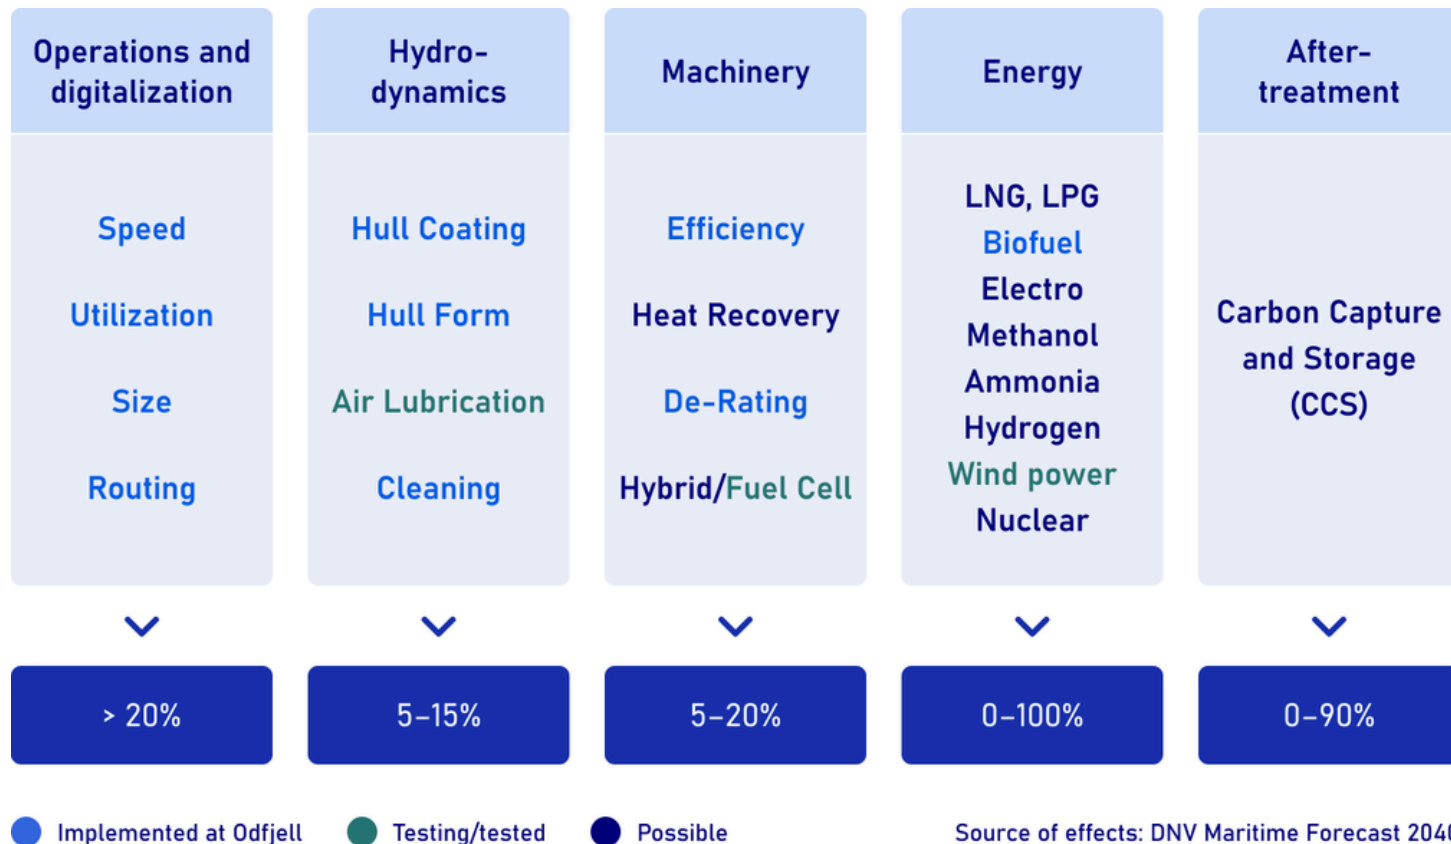 Operations and
digitalization
Speed
Utilization
Size
Routing
> 20%
Hydro-
dynamics
Hull Coating
Hull Form
Air Lubrication
Cleaning
5–15%
Machinery
Efficiency
Heat Recovery
De-Rating
Hybrid/Fuel Cell
5–20%
Energy
LNG, LPG
Biofuel
Electro
Methanol
Ammonia
Hydrogen
Wind power
Nuclear
0–100%
After-
treatment
Carbon Capture
and Storage
(CCS)
0–90%
Implemented at Odfjell
Testing/tested
Possible
Source of effects: DNV Maritime Forecast 2040